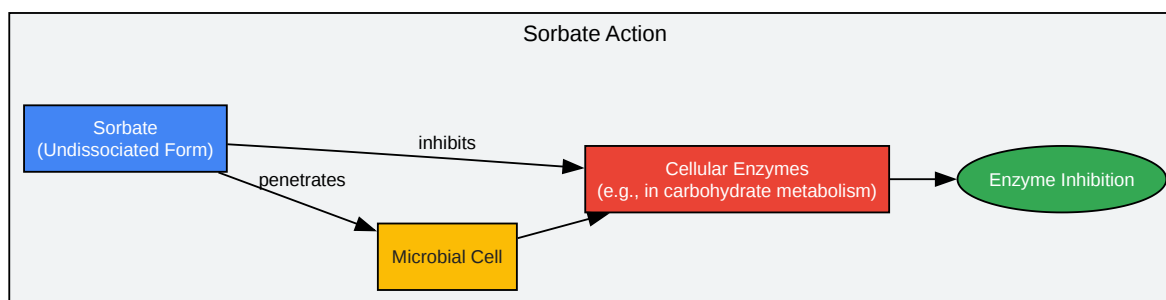 Sorbate Action
Sorbate
(Undissociated Form)
inhibits
penetrates
Cellular Enzymes
(e.g., in carbohydrate metabolism)
Enzyme Inhibition
Microbial Cell